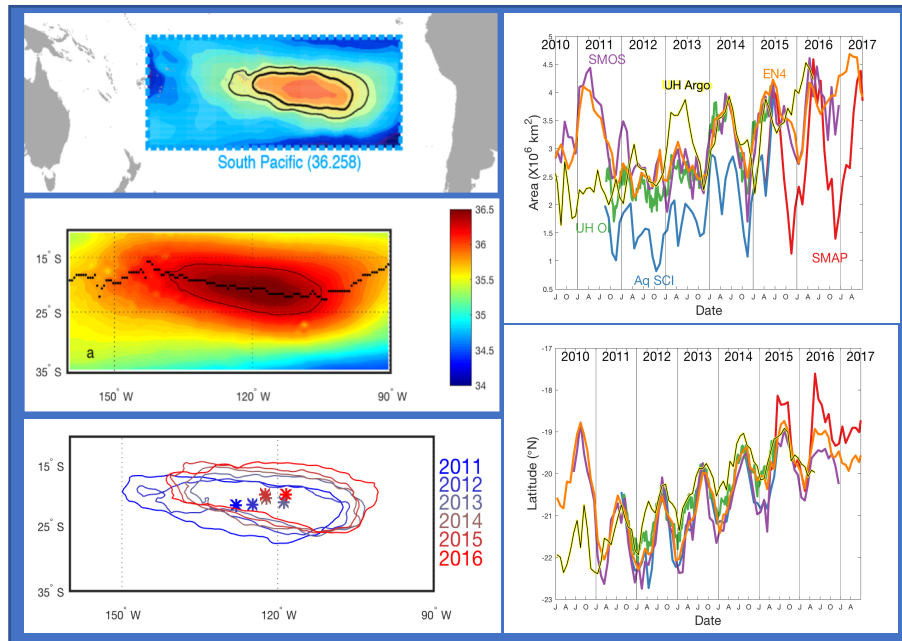 South Pacific (36.258)
15° S
25° S
35° S
a
150° W
120° W
90° W
36.5
36
35.5
35
34.5
34
15° S
25° S
35° S
150° W
120° W
90° W
2011
2012
2013
2014
2015
2016
2010 2011 2012 2013 2014 2015 2016 2017
SMOS
UH Argo
EN4
UH OI
Aq SCI
SMAP
Area (X10⁶ km²)
5
4.5
4
3.5
3
2.5
2
1.5
1
0.5
J O J A J O J A J O J A J O J A J O J A J O J A J O J A
Date
2010 2011 2012 2013 2014 2015 2016 2017
Latitude (°N)
-17
-18
-19
-20
-21
-22
-23
J A J O J A J O J A J O J A J O J A J O J A J O J A J O J A
Date